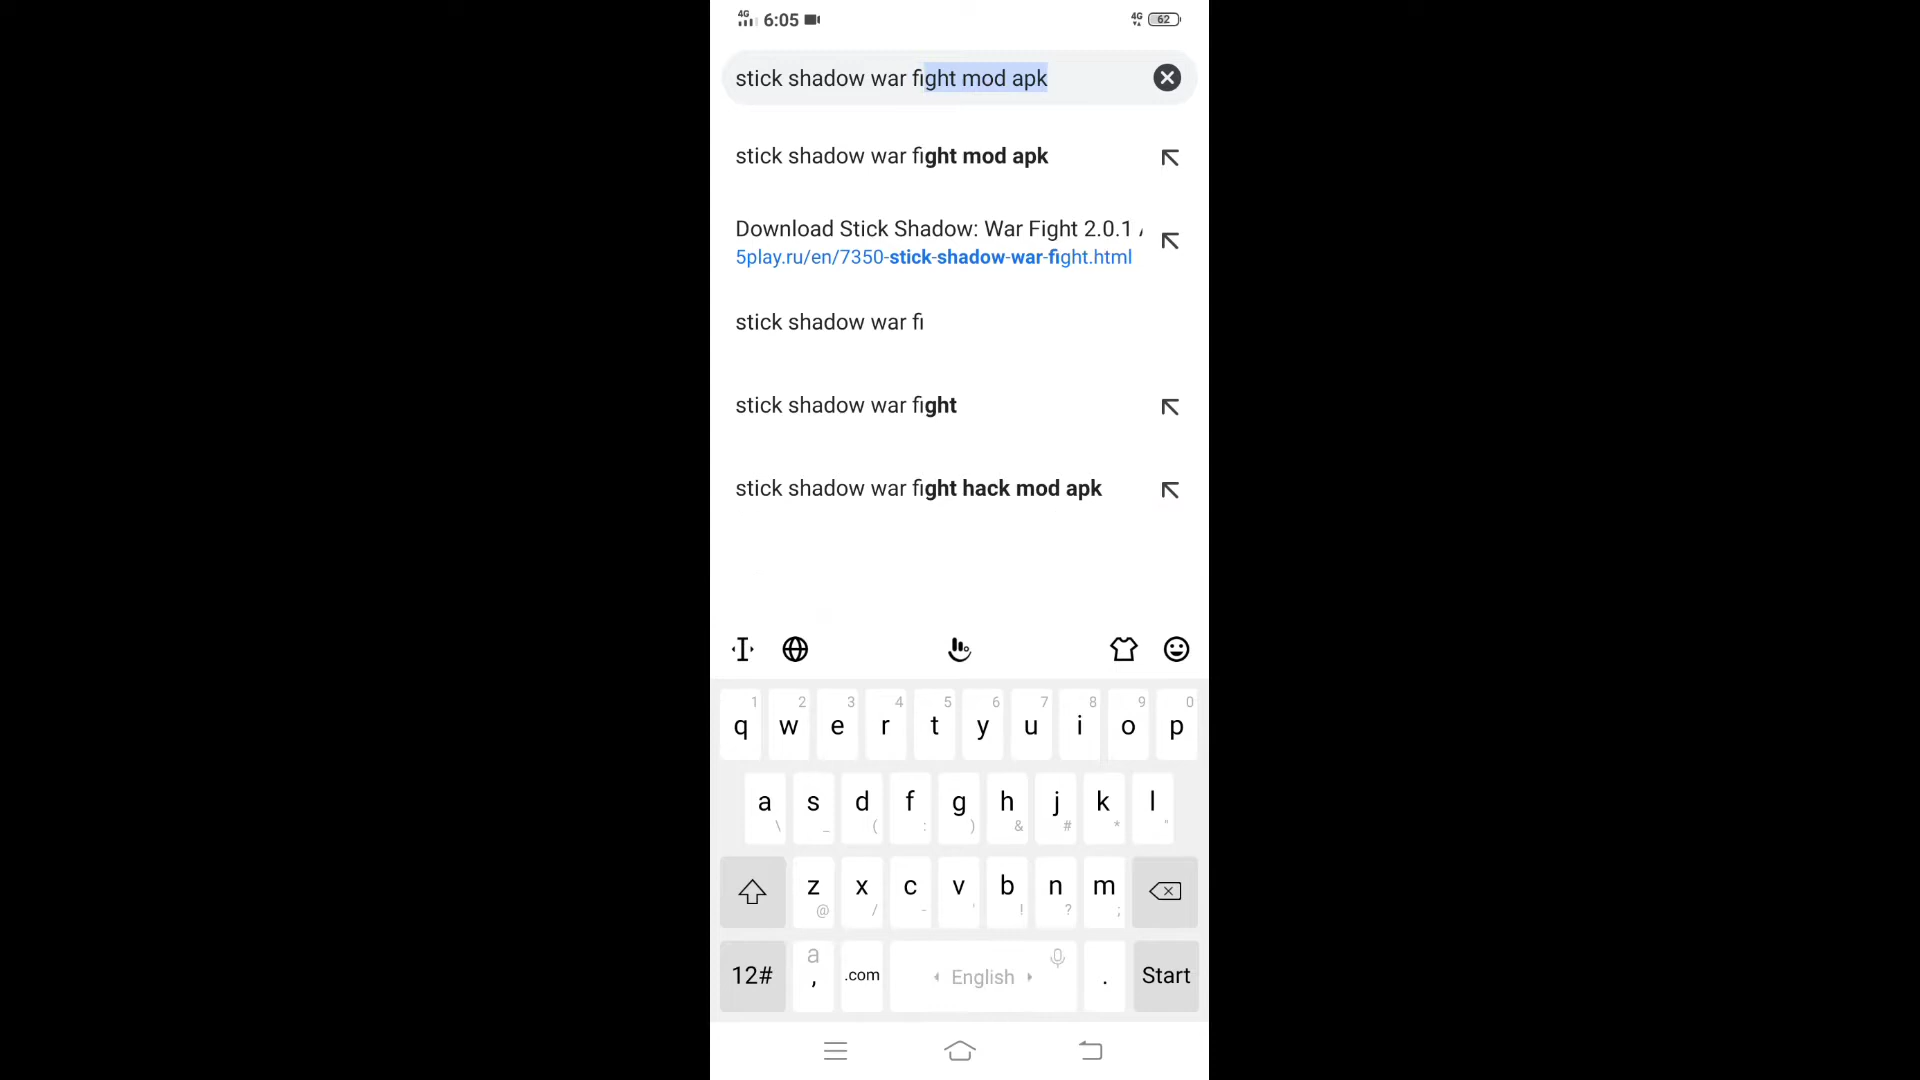 4G 6:05 4G 62
stick shadow war fight mod apk
stick shadow war fight mod apk
Download Stick Shadow: War Fight 2.0.1
5play.ru/en/7350-stick-shadow-war-fight.html
stick shadow war fi
stick shadow war fight
stick shadow war fight hack mod apk
1 2 3 4 5 6 7 8 9 0
q w e r t y u i o p
a s d f g h j k l
\ _ ( : ) & # * "
z x c v b n m
@ / - ' ! ? ;
12# a , .com English . Start